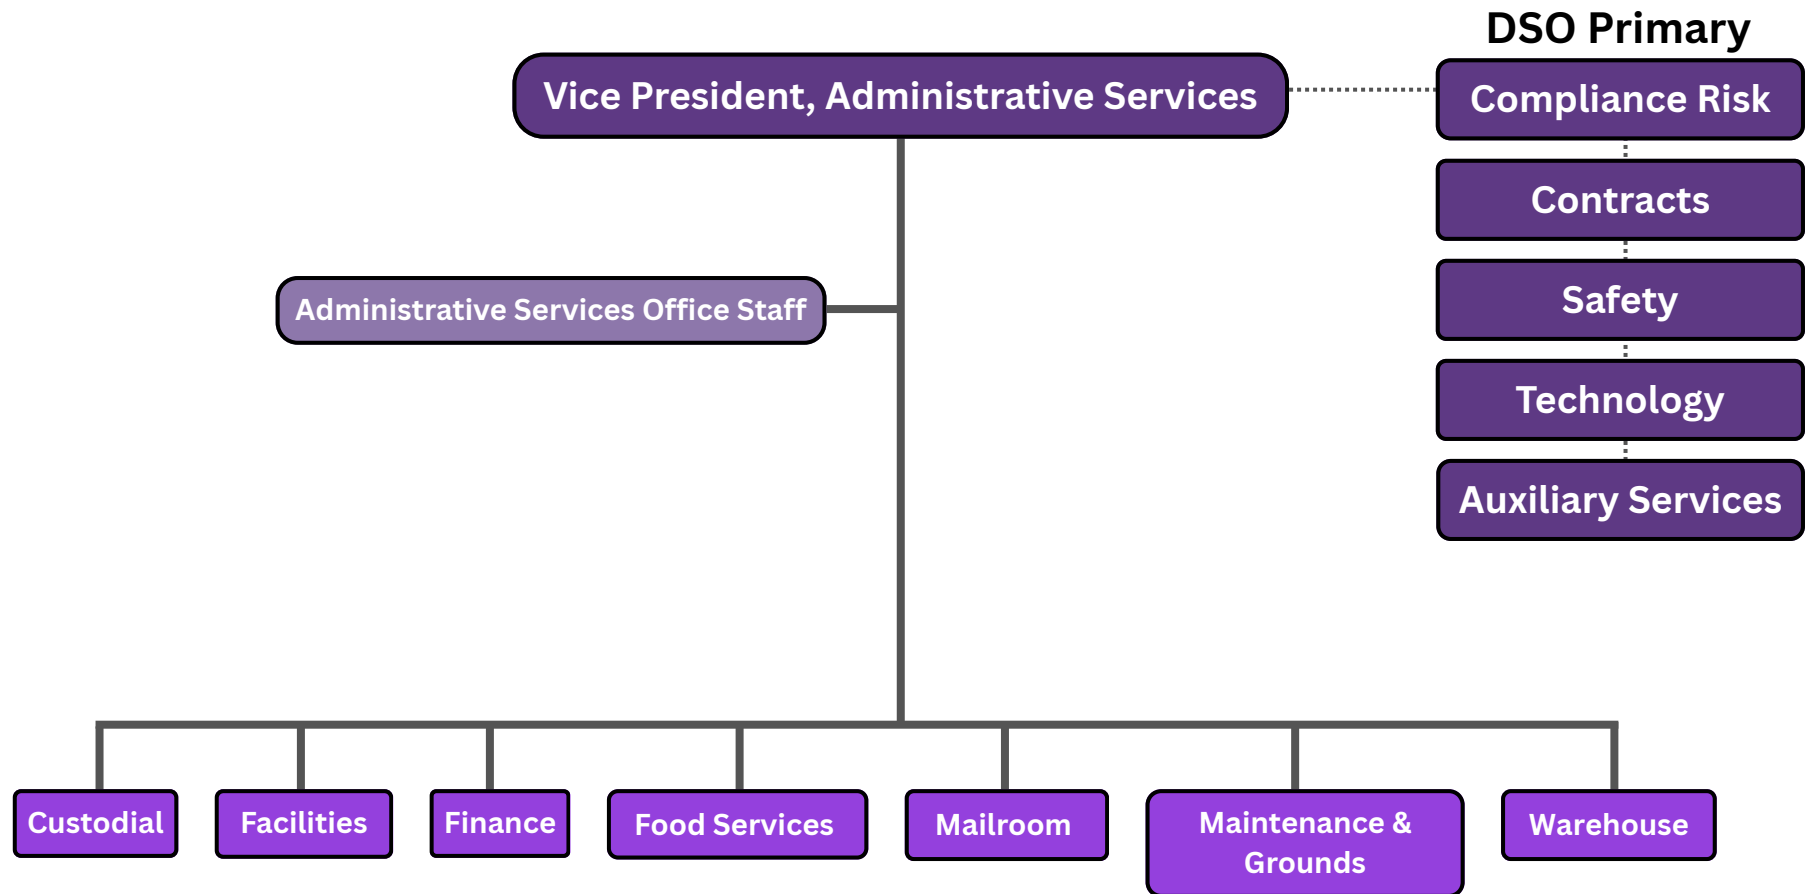 DSO Primary
Vice President, Administrative Services
Compliance Risk
Contracts
Safety
Administrative Services Office Staff
Technology
Auxiliary Services
Custodial
Facilities
Finance
Food Services
Mailroom
Maintenance &
Grounds
Warehouse